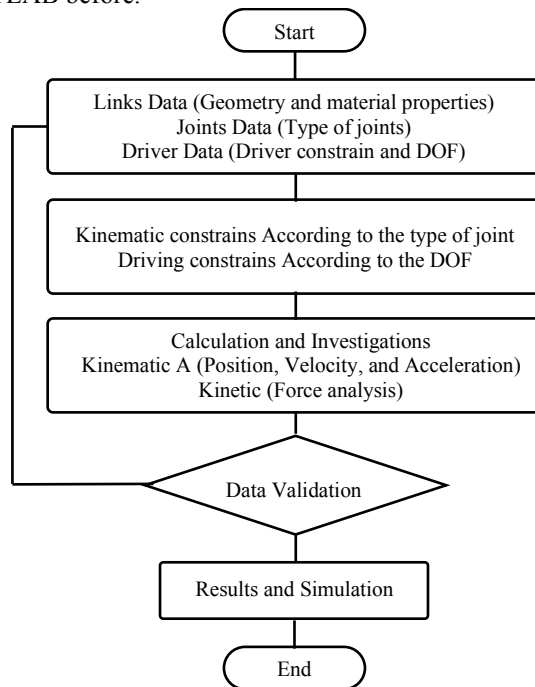 TLAB before.
Start
Links Data (Geometry and material properties)
Joints Data (Type of joints)
Driver Data (Driver constrain and DOF)
Kinematic constrains According to the type of joint
Driving constrains According to the DOF
Calculation and Investigations
Kinematic A (Position, Velocity, and Acceleration)
Kinetic (Force analysis)
Data Validation
Results and Simulation
End